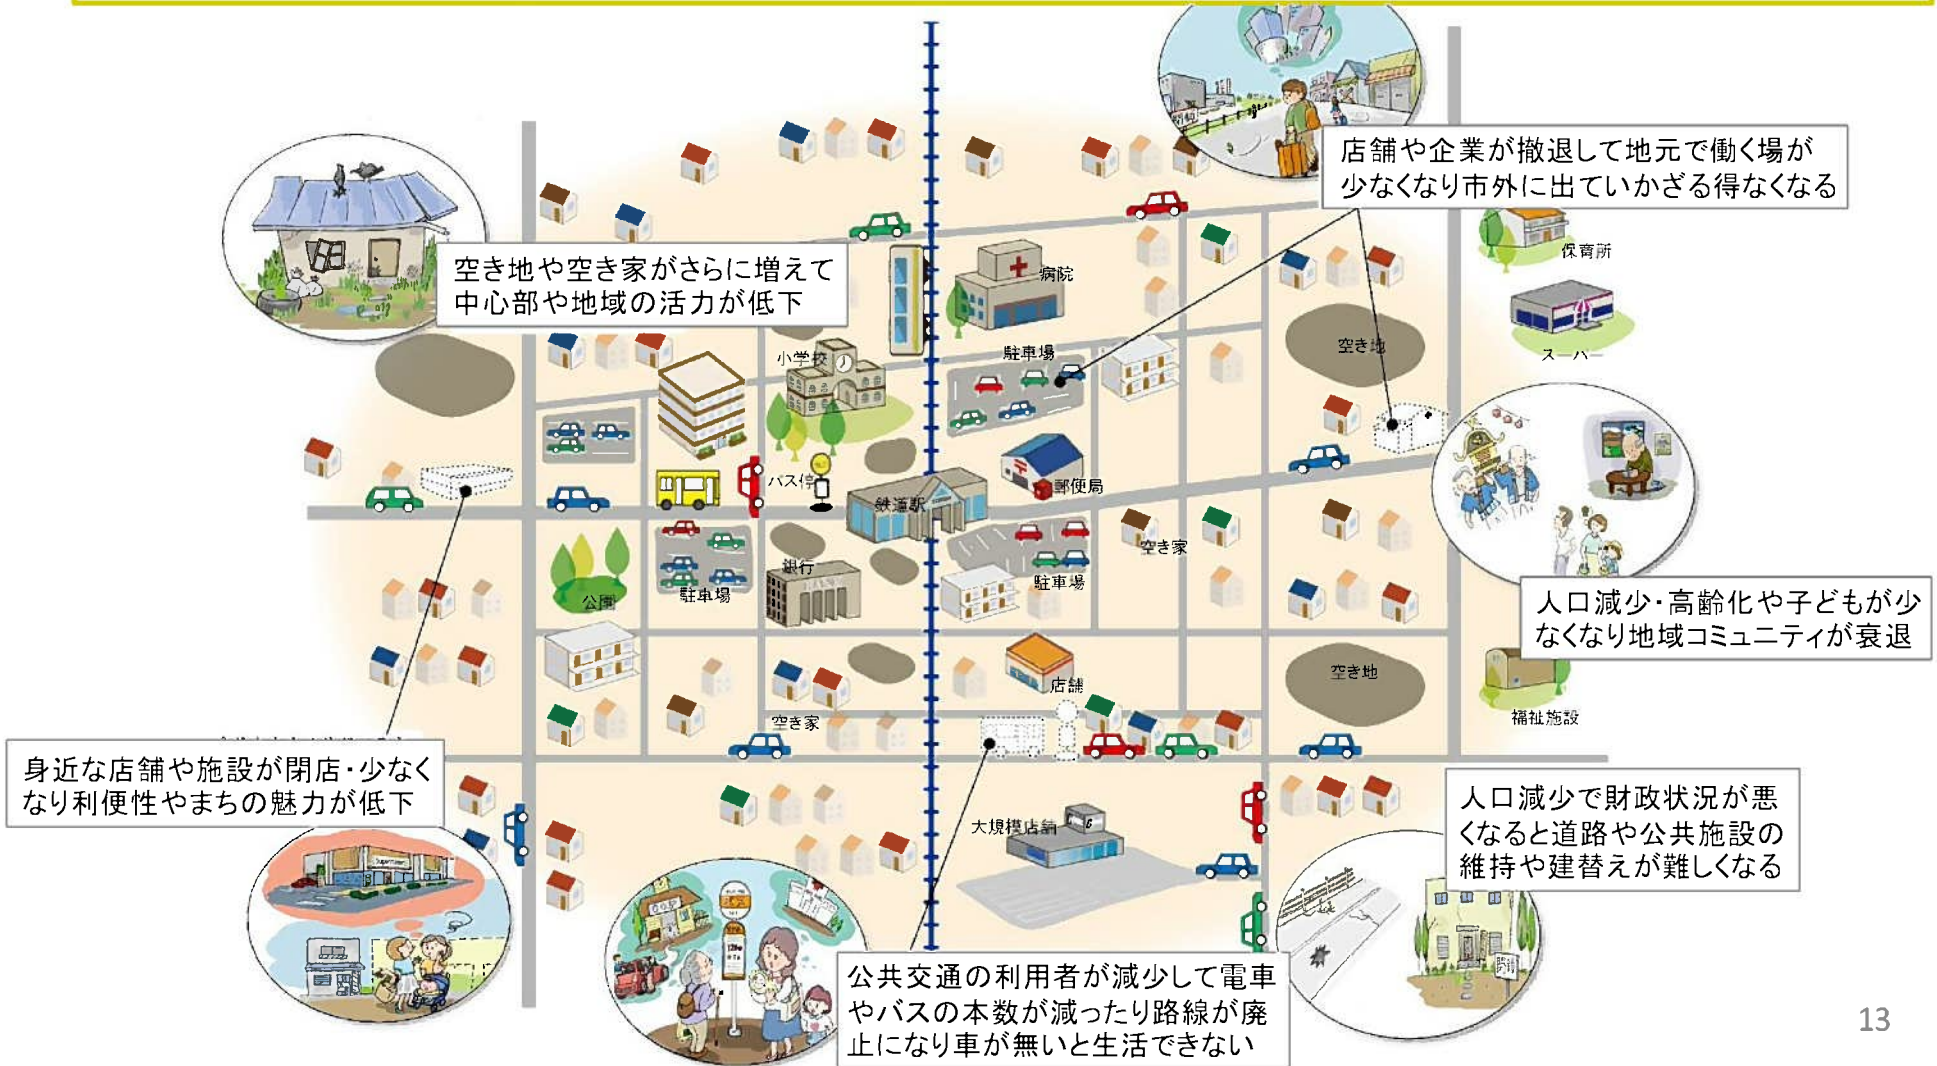 店舗や企業が撤退して地元で働く場が
少なくなり市外に出ていかざる得なくなる
空き地や空き家がさらに増えて
中心部や地域の活力が低下
保育所
スーパー
病院
小学校
駐車場
空き地
バス停
鉄道駅
郵便局
空き家
公園
駐車場
銀行
駐車場
人口減少・高齢化や子どもが少
なくなり地域コミュニティが衰退
店舗
空き地
福祉施設
空き家
身近な店舗や施設が閉店・少なく
なり利便性やまちの魅力が低下
大規模店舗
人口減少で財政状況が悪
くなると道路や公共施設の
維持や建替えが難しくなる
公共交通の利用者が減少して電車
やバスの本数が減ったり路線が廃
止になり車が無いと生活できない
13